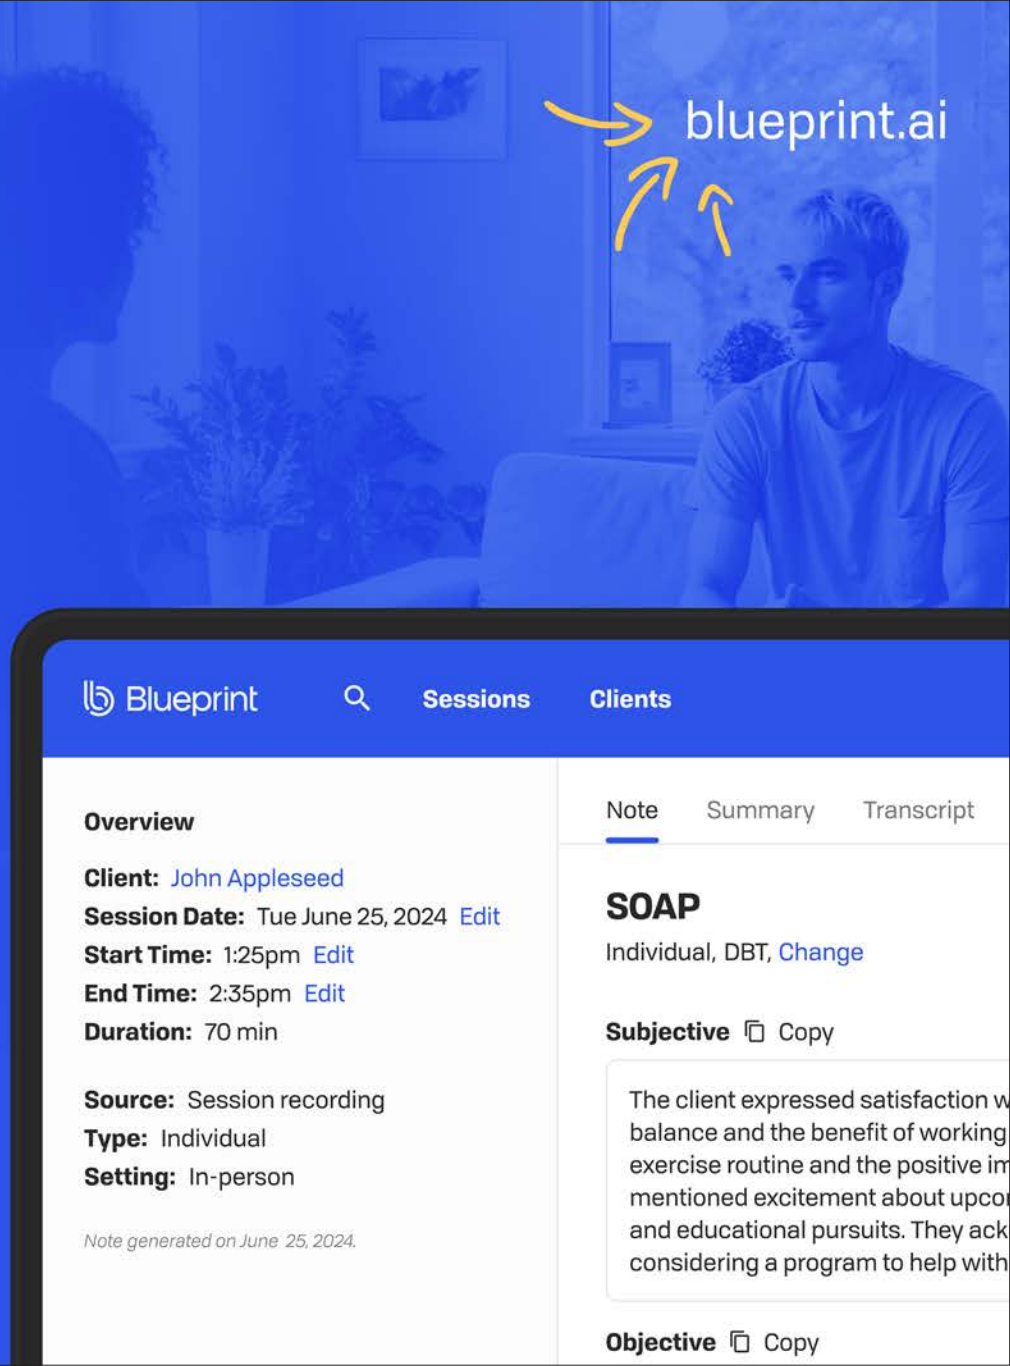 blueprint.ai
Blueprint
Sessions
Clients
Overview
Client: John Appleseed
Session Date: Tue June 25, 2024 Edit
Start Time: 1:25pm Edit
End Time: 2:35pm Edit
Duration: 70 min
Source: Session recording
Type: Individual
Setting: In-person
Note generated on June 25, 2024.
Note
Summary
Transcript
SOAP
Individual, DBT, Change
Subjective Copy
The client expressed satisfaction w
balance and the benefit of working
exercise routine and the positive im
mentioned excitement about upcor
and educational pursuits. They ack
considering a program to help with
Objective Copy